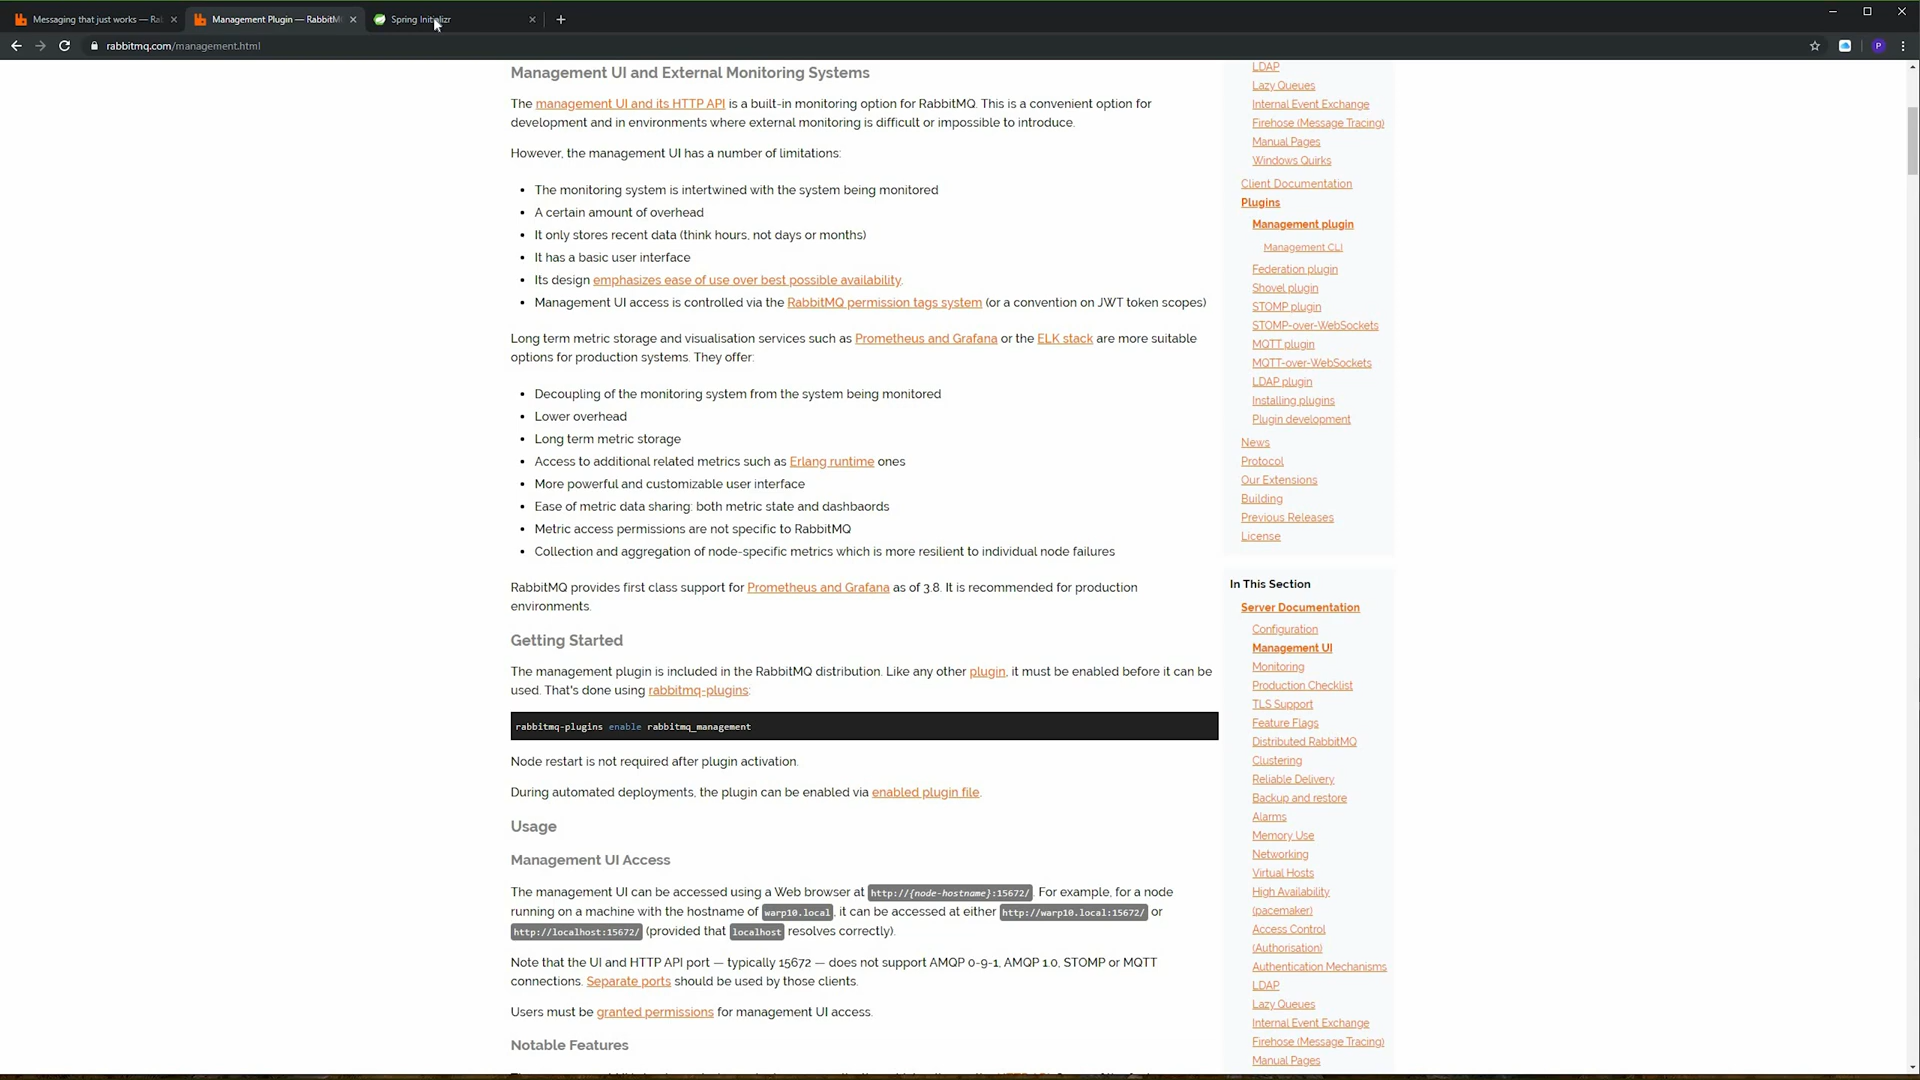 Messaging that just works — Ra
Management Plugin — RabbitM
Spring Initializr
rabbitmq.com/management.html
P
Management UI and External Monitoring Systems
The management UI and its HTTP API is a built-in monitoring option for RabbitMQ. This is a convenient option for
development and in environments where external monitoring is difficult or impossible to introduce.
However, the management UI has a number of limitations:
• The monitoring system is intertwined with the system being monitored
• A certain amount of overhead
• It only stores recent data (think hours, not days or months)
• It has a basic user interface
• Its design emphasizes ease of use over best possible availability.
• Management UI access is controlled via the RabbitMQ permission tags system (or a convention on JWT token scopes)
Long term metric storage and visualisation services such as Prometheus and Grafana or the ELK stack are more suitable
options for production systems. They offer:
• Decoupling of the monitoring system from the system being monitored
• Lower overhead
• Long term metric storage
• Access to additional related metrics such as Erlang runtime ones
• More powerful and customizable user interface
• Ease of metric data sharing: both metric state and dashbaords
• Metric access permissions are not specific to RabbitMQ
• Collection and aggregation of node-specific metrics which is more resilient to individual node failures
RabbitMQ provides first class support for Prometheus and Grafana as of 3.8. It is recommended for production
environments.
Getting Started
The management plugin is included in the RabbitMQ distribution. Like any other plugin, it must be enabled before it can be
used. That's done using rabbitmq-plugins:
rabbitmq-plugins enable rabbitmq_management
Node restart is not required after plugin activation.
During automated deployments, the plugin can be enabled via enabled plugin file.
Usage
Management UI Access
The management UI can be accessed using a Web browser at http://{node-hostname}:15672/. For example, for a node
running on a machine with the hostname of warp10.local, it can be accessed at either http://warp10.local:15672/ or
http://localhost:15672/ (provided that localhost resolves correctly).
Note that the UI and HTTP API port — typically 15672 — does not support AMQP 0-9-1, AMQP 1.0, STOMP or MQTT
connections. Separate ports should be used by those clients.
Users must be granted permissions for management UI access.
Notable Features
LDAP
Lazy Queues
Internal Event Exchange
Firehose (Message Tracing)
Manual Pages
Windows Quirks
Client Documentation
Plugins
Management plugin
Management CLI
Federation plugin
Shovel plugin
STOMP plugin
STOMP-over-WebSockets
MQTT plugin
MQTT-over-WebSockets
LDAP plugin
Installing plugins
Plugin development
News
Protocol
Our Extensions
Building
Previous Releases
License
In This Section
Server Documentation
Configuration
Management UI
Monitoring
Production Checklist
TLS Support
Feature Flags
Distributed RabbitMQ
Clustering
Reliable Delivery
Backup and restore
Alarms
Memory Use
Networking
Virtual Hosts
High Availability
(pacemaker)
Access Control
(Authorisation)
Authentication Mechanisms
LDAP
Lazy Queues
Internal Event Exchange
Firehose (Message Tracing)
Manual Pages